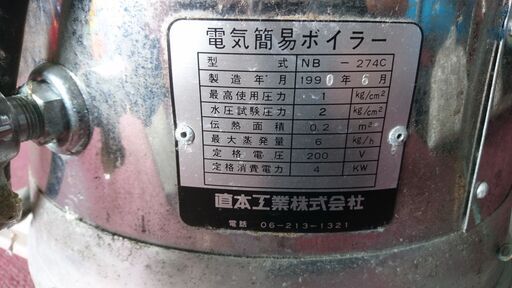 電気簡易ボイラー
型式 NB-274C
製造年月 1990年6月
最高使用圧力 1 kg/cm²
水圧試験圧力 2 kg/cm²
伝熱面積 0.2 m²
最大蒸発量 6 kg/h
定格電圧 200 V
定格消費電力 4 KW
直本工業株式会社
電話 06-213-1321